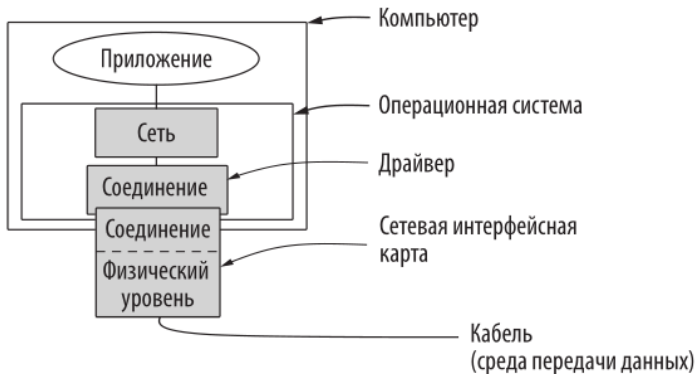 Компьютер
Приложение
Операционная система
Сеть
Драйвер
Соединение
Соединение
Сетевая интерфейсная
карта
Физический
уровень
Кабель
(среда передачи данных)